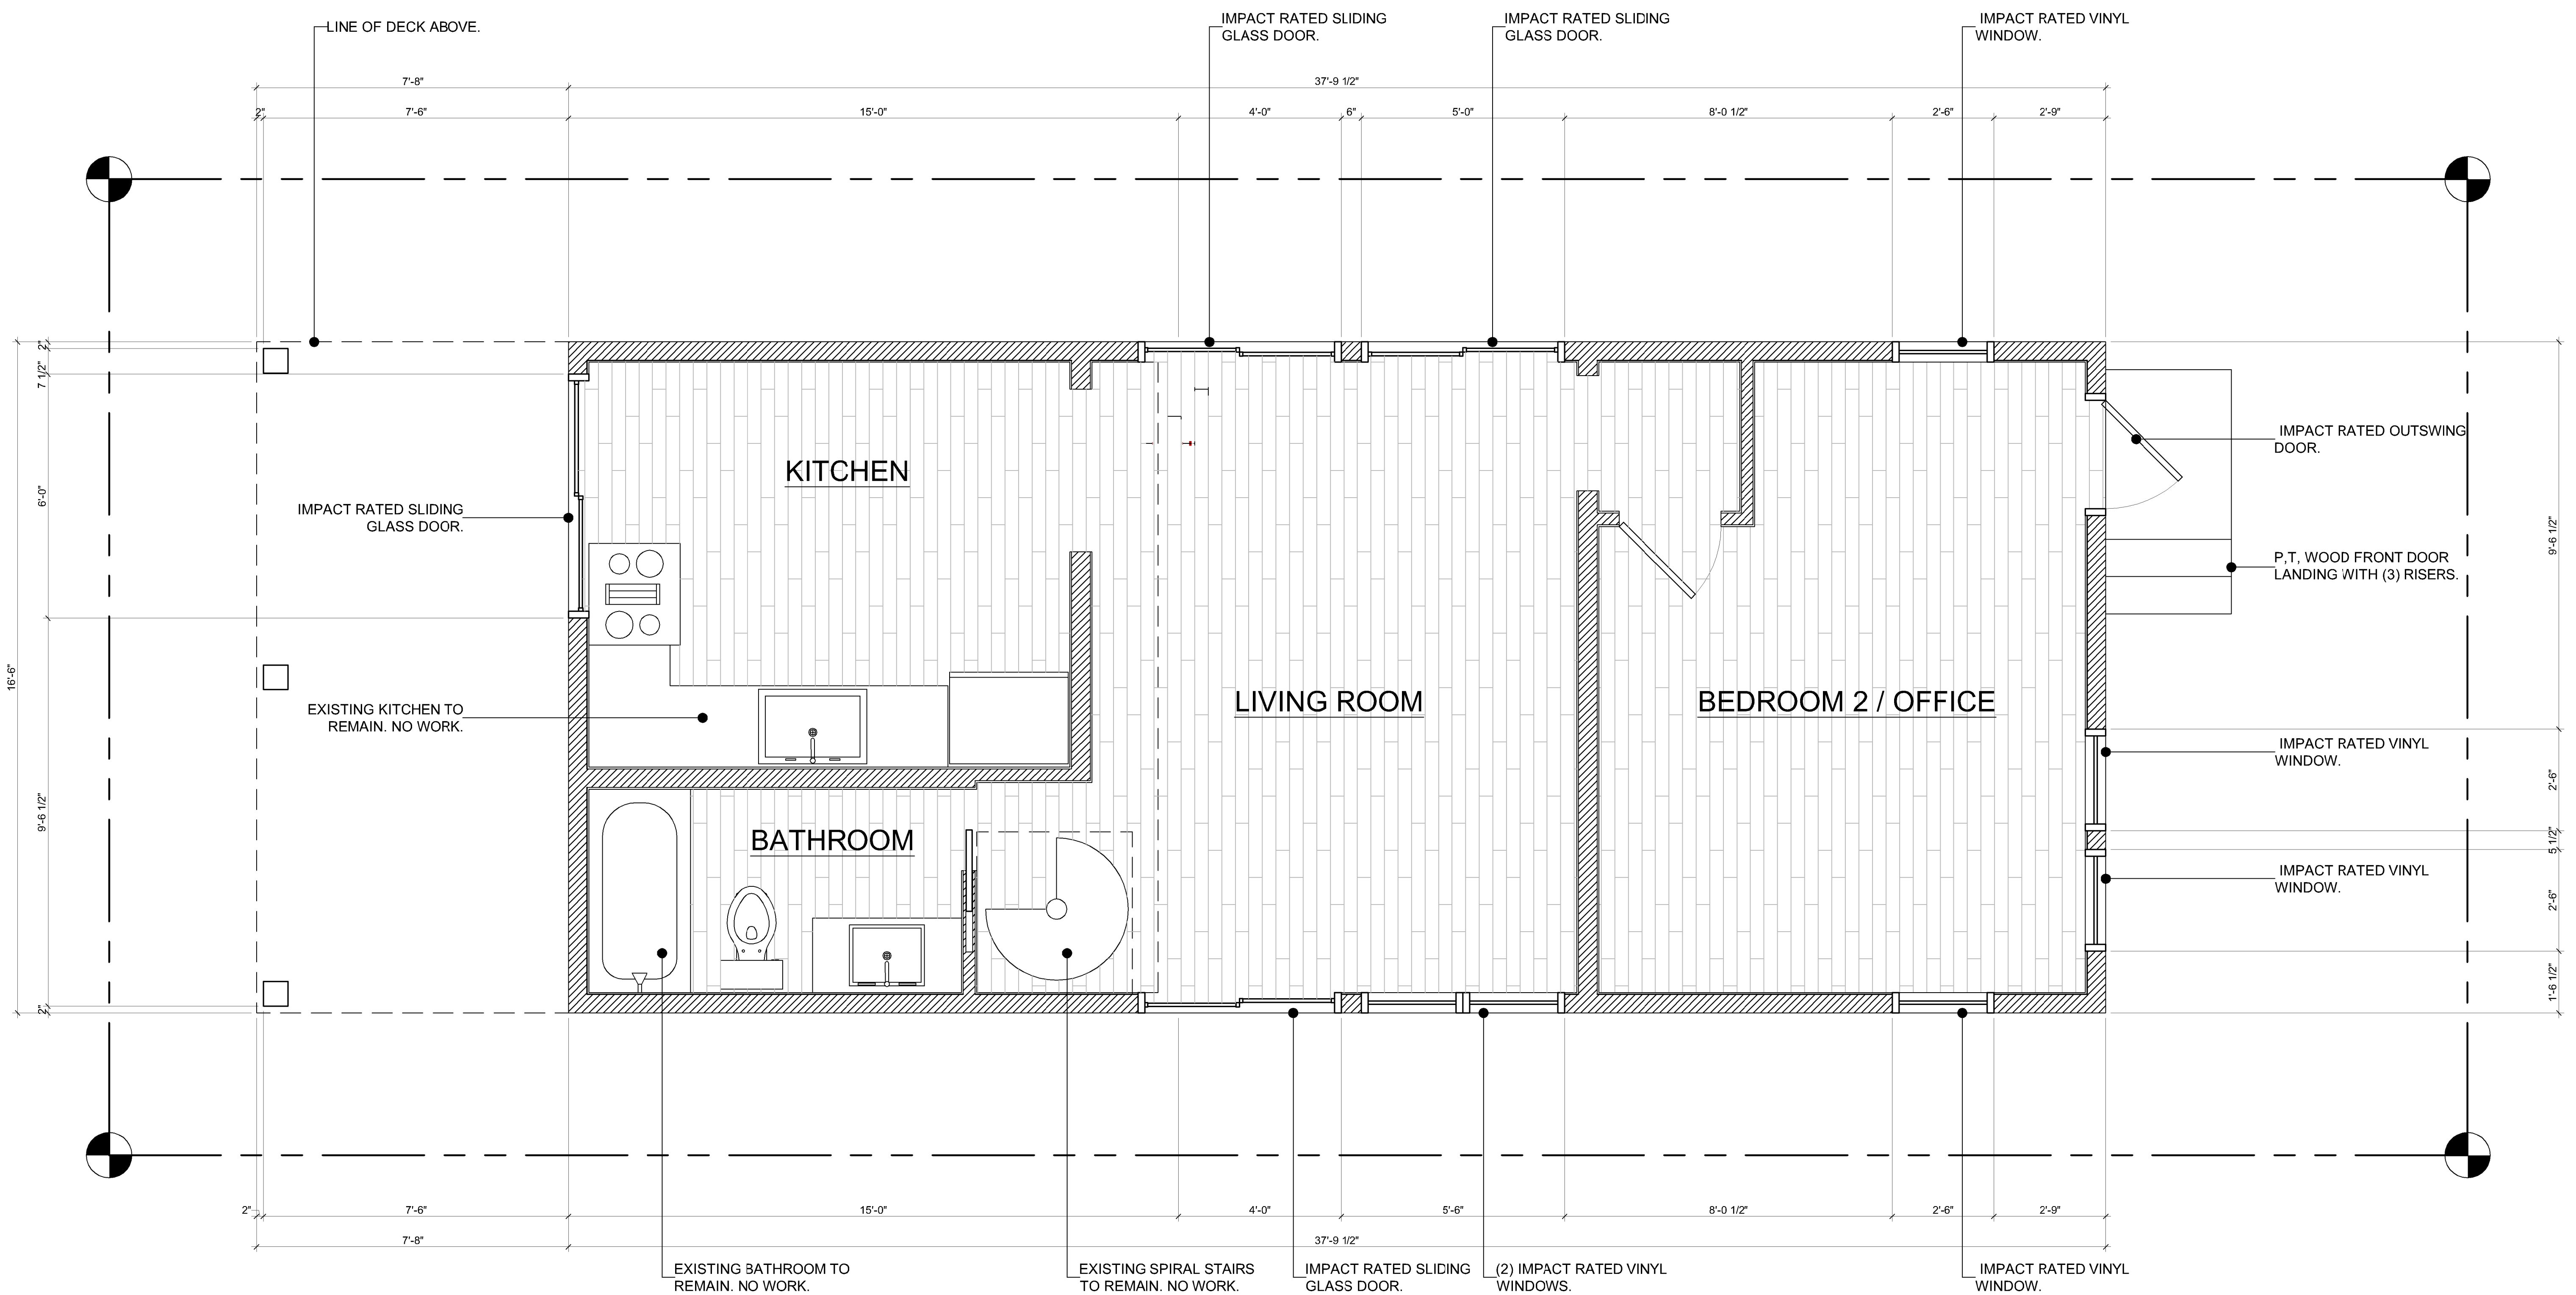 LINE OF DECK ABOVE.
IMPACT RATED SLIDING
GLASS DOOR.
IMPACT RATED SLIDING
GLASS DOOR.
IMPACT RATED VINYL
WINDOW.
7'-8"
37'-9 1/2"
2"
7'-6"
15'-0"
4'-0"
6"
5'-0"
8'-0 1/2"
2'-6"
2'-9"
2"
7 1/2"
6'-0"
16'-6"
9'-6 1/2"
2"
IMPACT RATED SLIDING
GLASS DOOR.
EXISTING KITCHEN TO
REMAIN. NO WORK.
KITCHEN
LIVING ROOM
BEDROOM 2 / OFFICE
BATHROOM
IMPACT RATED OUTSWING
DOOR.
P,T, WOOD FRONT DOOR
LANDING WITH (3) RISERS.
IMPACT RATED VINYL
WINDOW.
IMPACT RATED VINYL
WINDOW.
9'-6 1/2"
2'-6"
5 1/2"
2'-6"
1'-6 1/2"
2"
7'-6"
15'-0"
4'-0"
5'-6"
8'-0 1/2"
2'-6"
2'-9"
7'-8"
37'-9 1/2"
EXISTING BATHROOM TO
REMAIN. NO WORK.
EXISTING SPIRAL STAIRS
TO REMAIN. NO WORK.
IMPACT RATED SLIDING
GLASS DOOR.
(2) IMPACT RATED VINYL
WINDOWS.
IMPACT RATED VINYL
WINDOW.